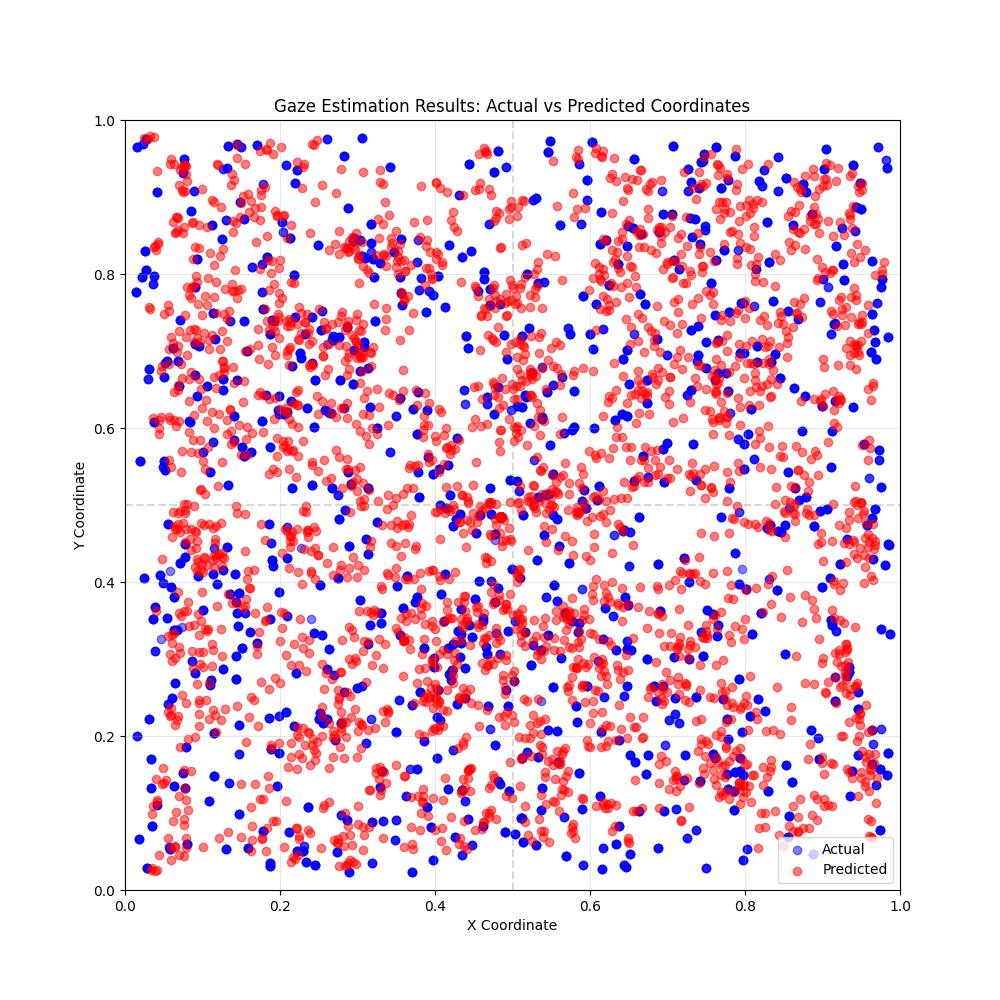 Gaze Estimation Results: Actual vs Predicted Coordinates
1.0
0.8
0.6
0.4
0.2
0.0
Y Coordinate
0.0 0.2 0.4 0.6 0.8 1.0
X Coordinate
Actual
Predicted